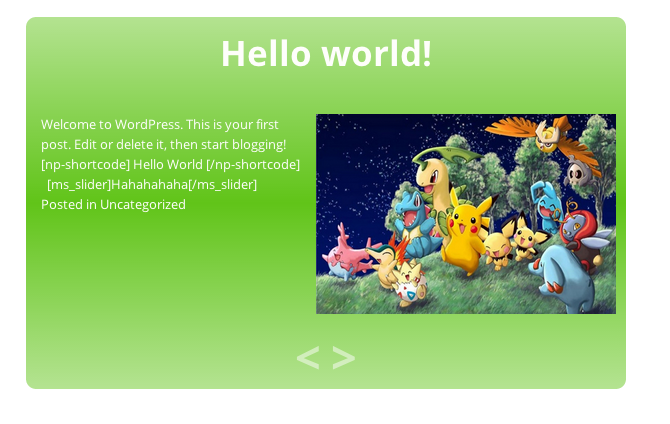 Hello world!
Welcome to WordPress. This is your first
post. Edit or delete it, then start blogging!
[np-shortcode] Hello World [/np-shortcode]
[ms_slider]Hahahahaha[/ms_slider]
Posted in Uncategorized
< >